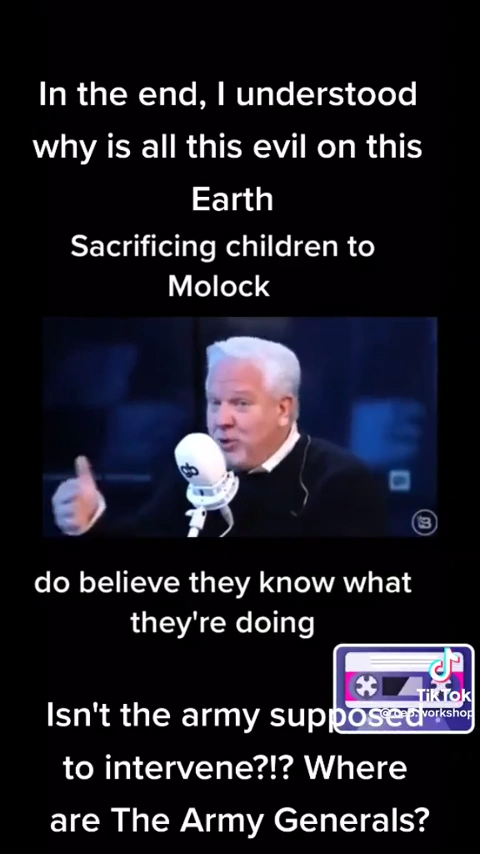 In the end, I understood
why is all this evil on this
Earth
Sacrificing children to
Molock
do believe they know what
they're doing
TikTok
Isn't the army supposed
to intervene?!? Where
are The Army Generals?